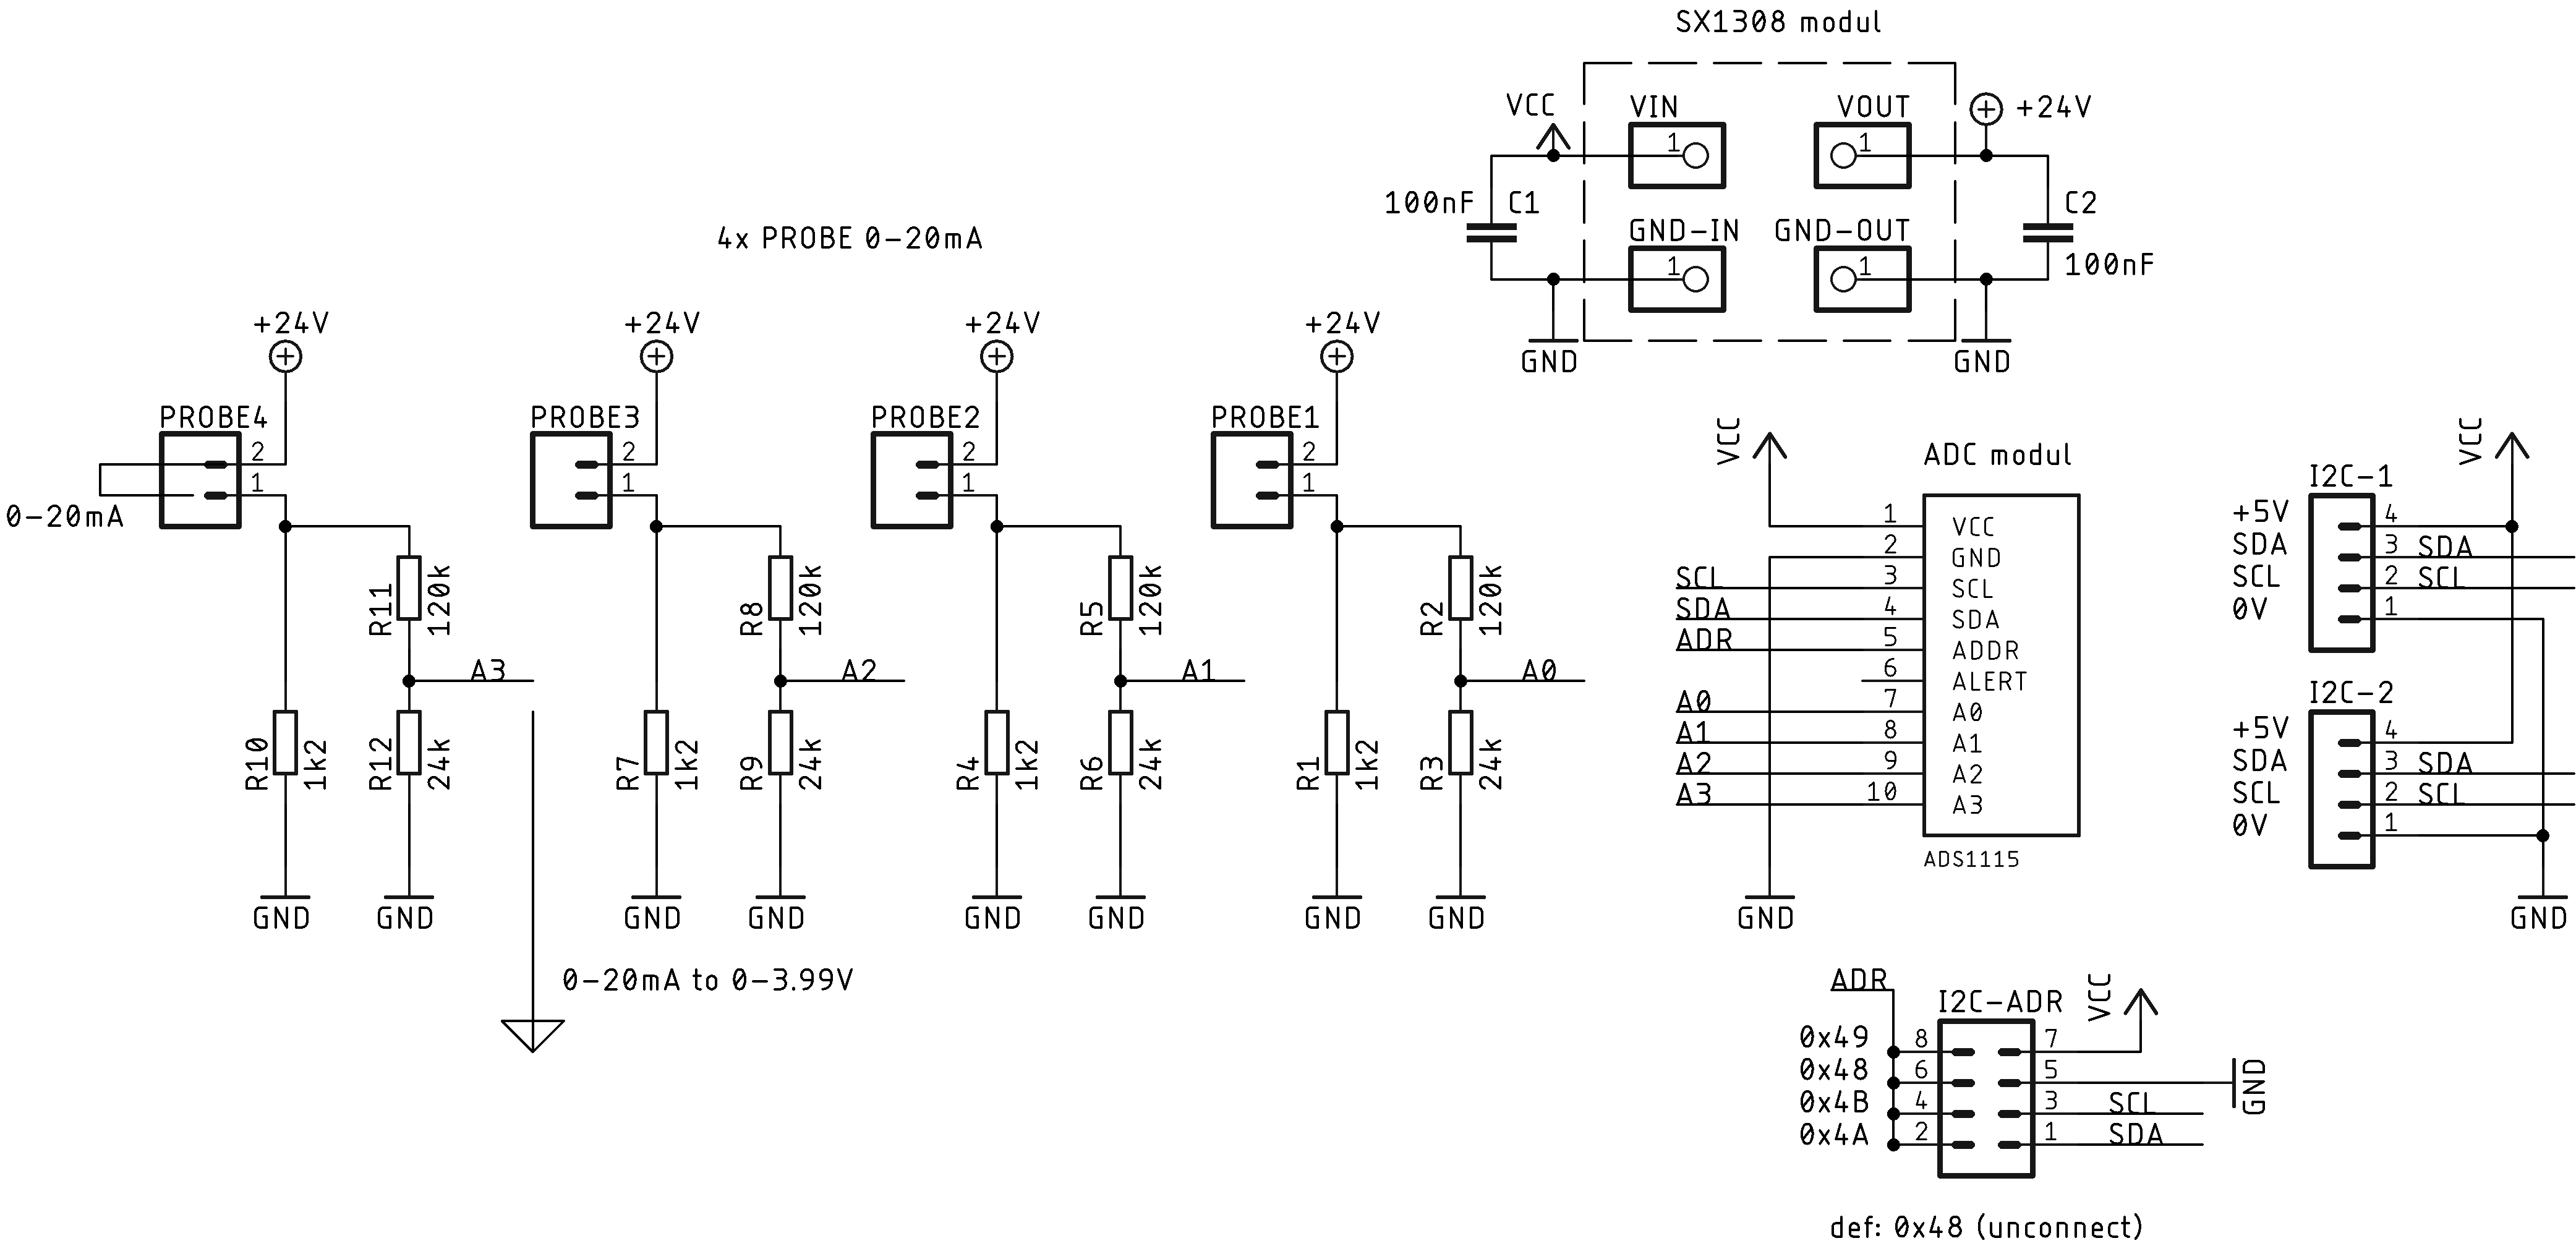 SX1308 modul
VCC
VIN
1
VOUT
1
+24V
100nF
C1
C2
100nF
GND-IN
1
GND-OUT
1
GND
GND
4x PROBE 0-20mA
+24V
PROBE4
2
1
0-20mA
R11
120k
A3
R10
1k2
R12
24k
GND
GND
+24V
PROBE3
2
1
R8
120k
A2
R7
1k2
R9
24k
GND
GND
+24V
PROBE2
2
1
R5
120k
A1
R4
1k2
R6
24k
GND
GND
+24V
PROBE1
2
1
R2
120k
A0
R1
1k2
R3
24k
GND
GND
0-20mA to 0-3.99V
VCC
ADC modul
1 VCC
2 GND
SCL 3 SCL
SDA 4 SDA
ADR 5 ADDR
6 ALERT
A0 7 A0
A1 8 A1
A2 9 A2
A3 10 A3
ADS1115
GND
VCC
I2C-1
+5V 4
SDA 3 SDA
SCL 2 SCL
0V 1
I2C-2
+5V 4
SDA 3 SDA
SCL 2 SCL
0V 1
GND
ADR
I2C-ADR
VCC
0x49 8 7
0x48 6 5 GND
0x4B 4 3 SCL
0x4A 2 1 SDA
def: 0x48 (unconnect)